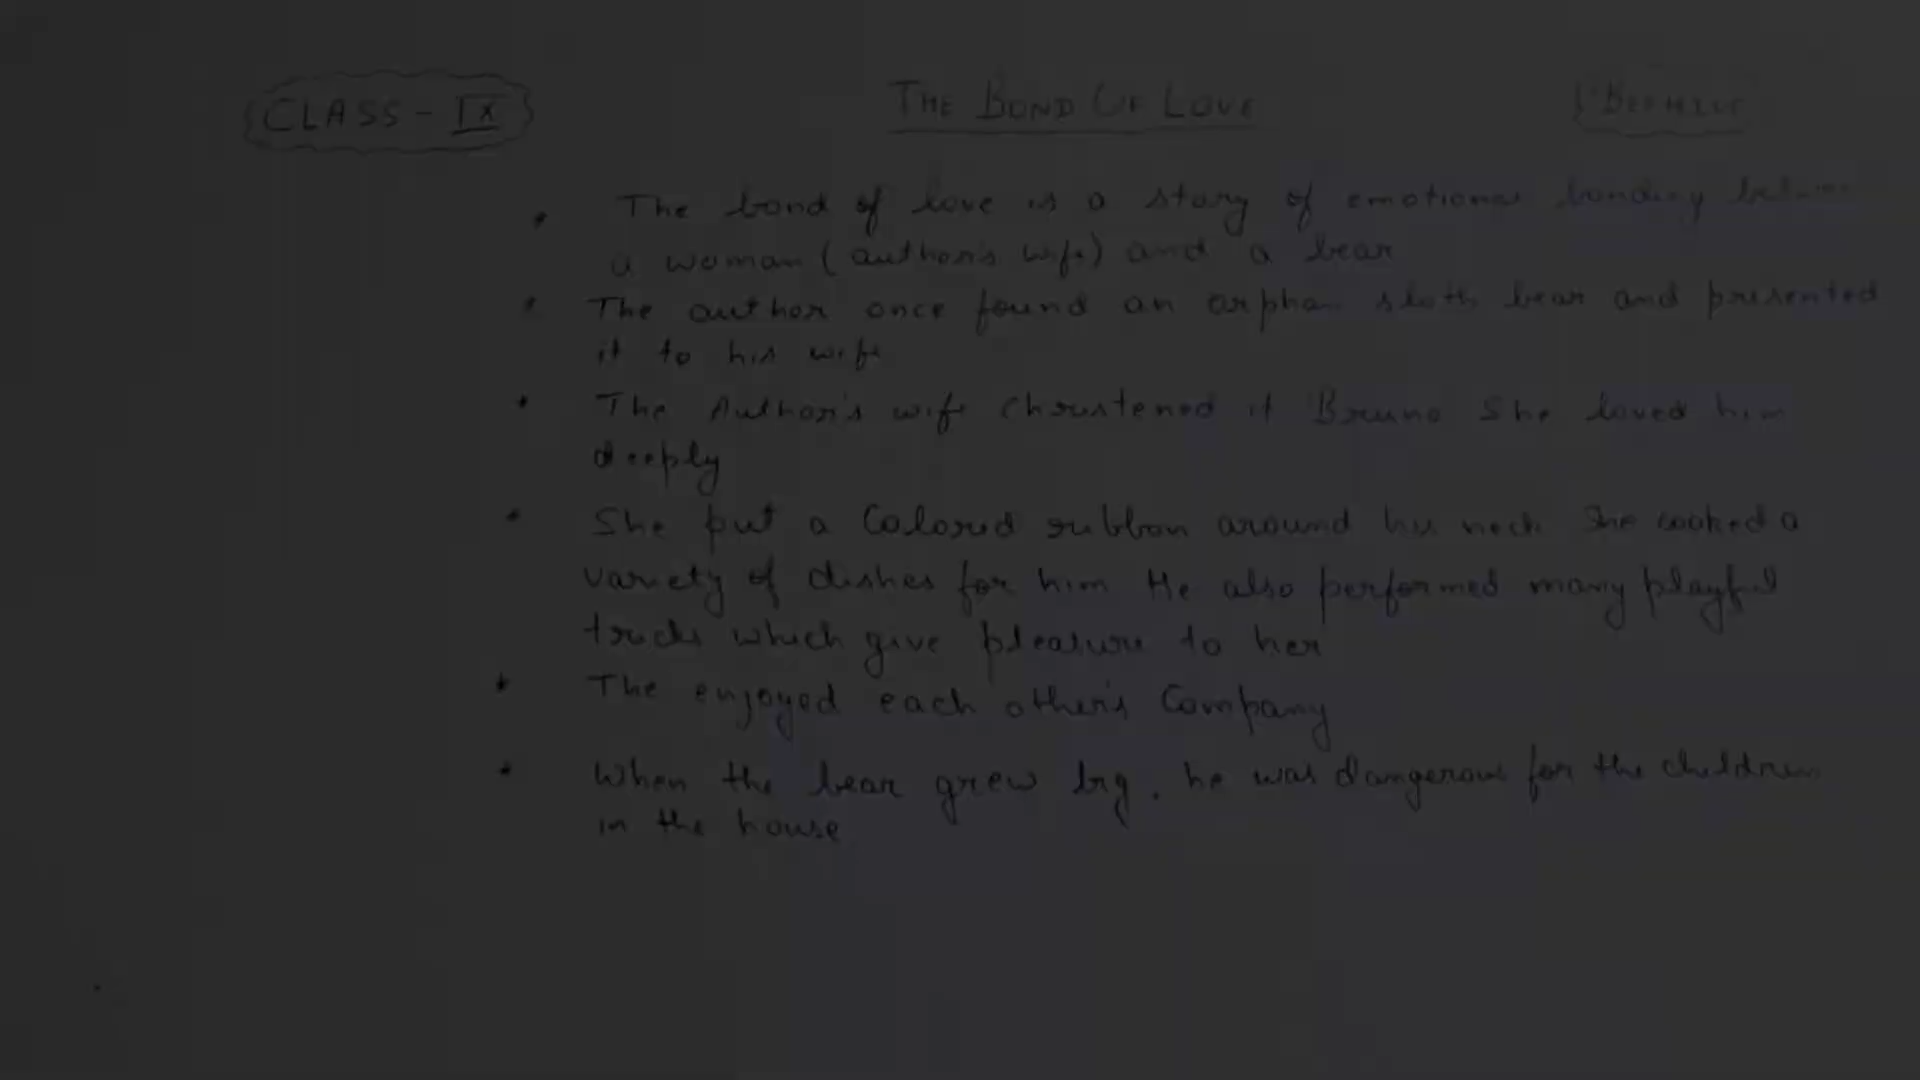 CLASS - IX THE BOND OF LOVE BEEHIVE
* The bond of love is a story of emotional bonding between
a woman (author's wife) and a bear
* The author once found an orphan sloth bear and presented
it to his wife
* The Author's wife christened it Bruno She loved him
deeply
* She put a Colored ribbon around his neck She cooked a
variety of dishes for him He also performed many playful
tricks which give pleasure to her
* The enjoyed each other's Company
* When the bear grew big, he was dangerous for the children
in the house